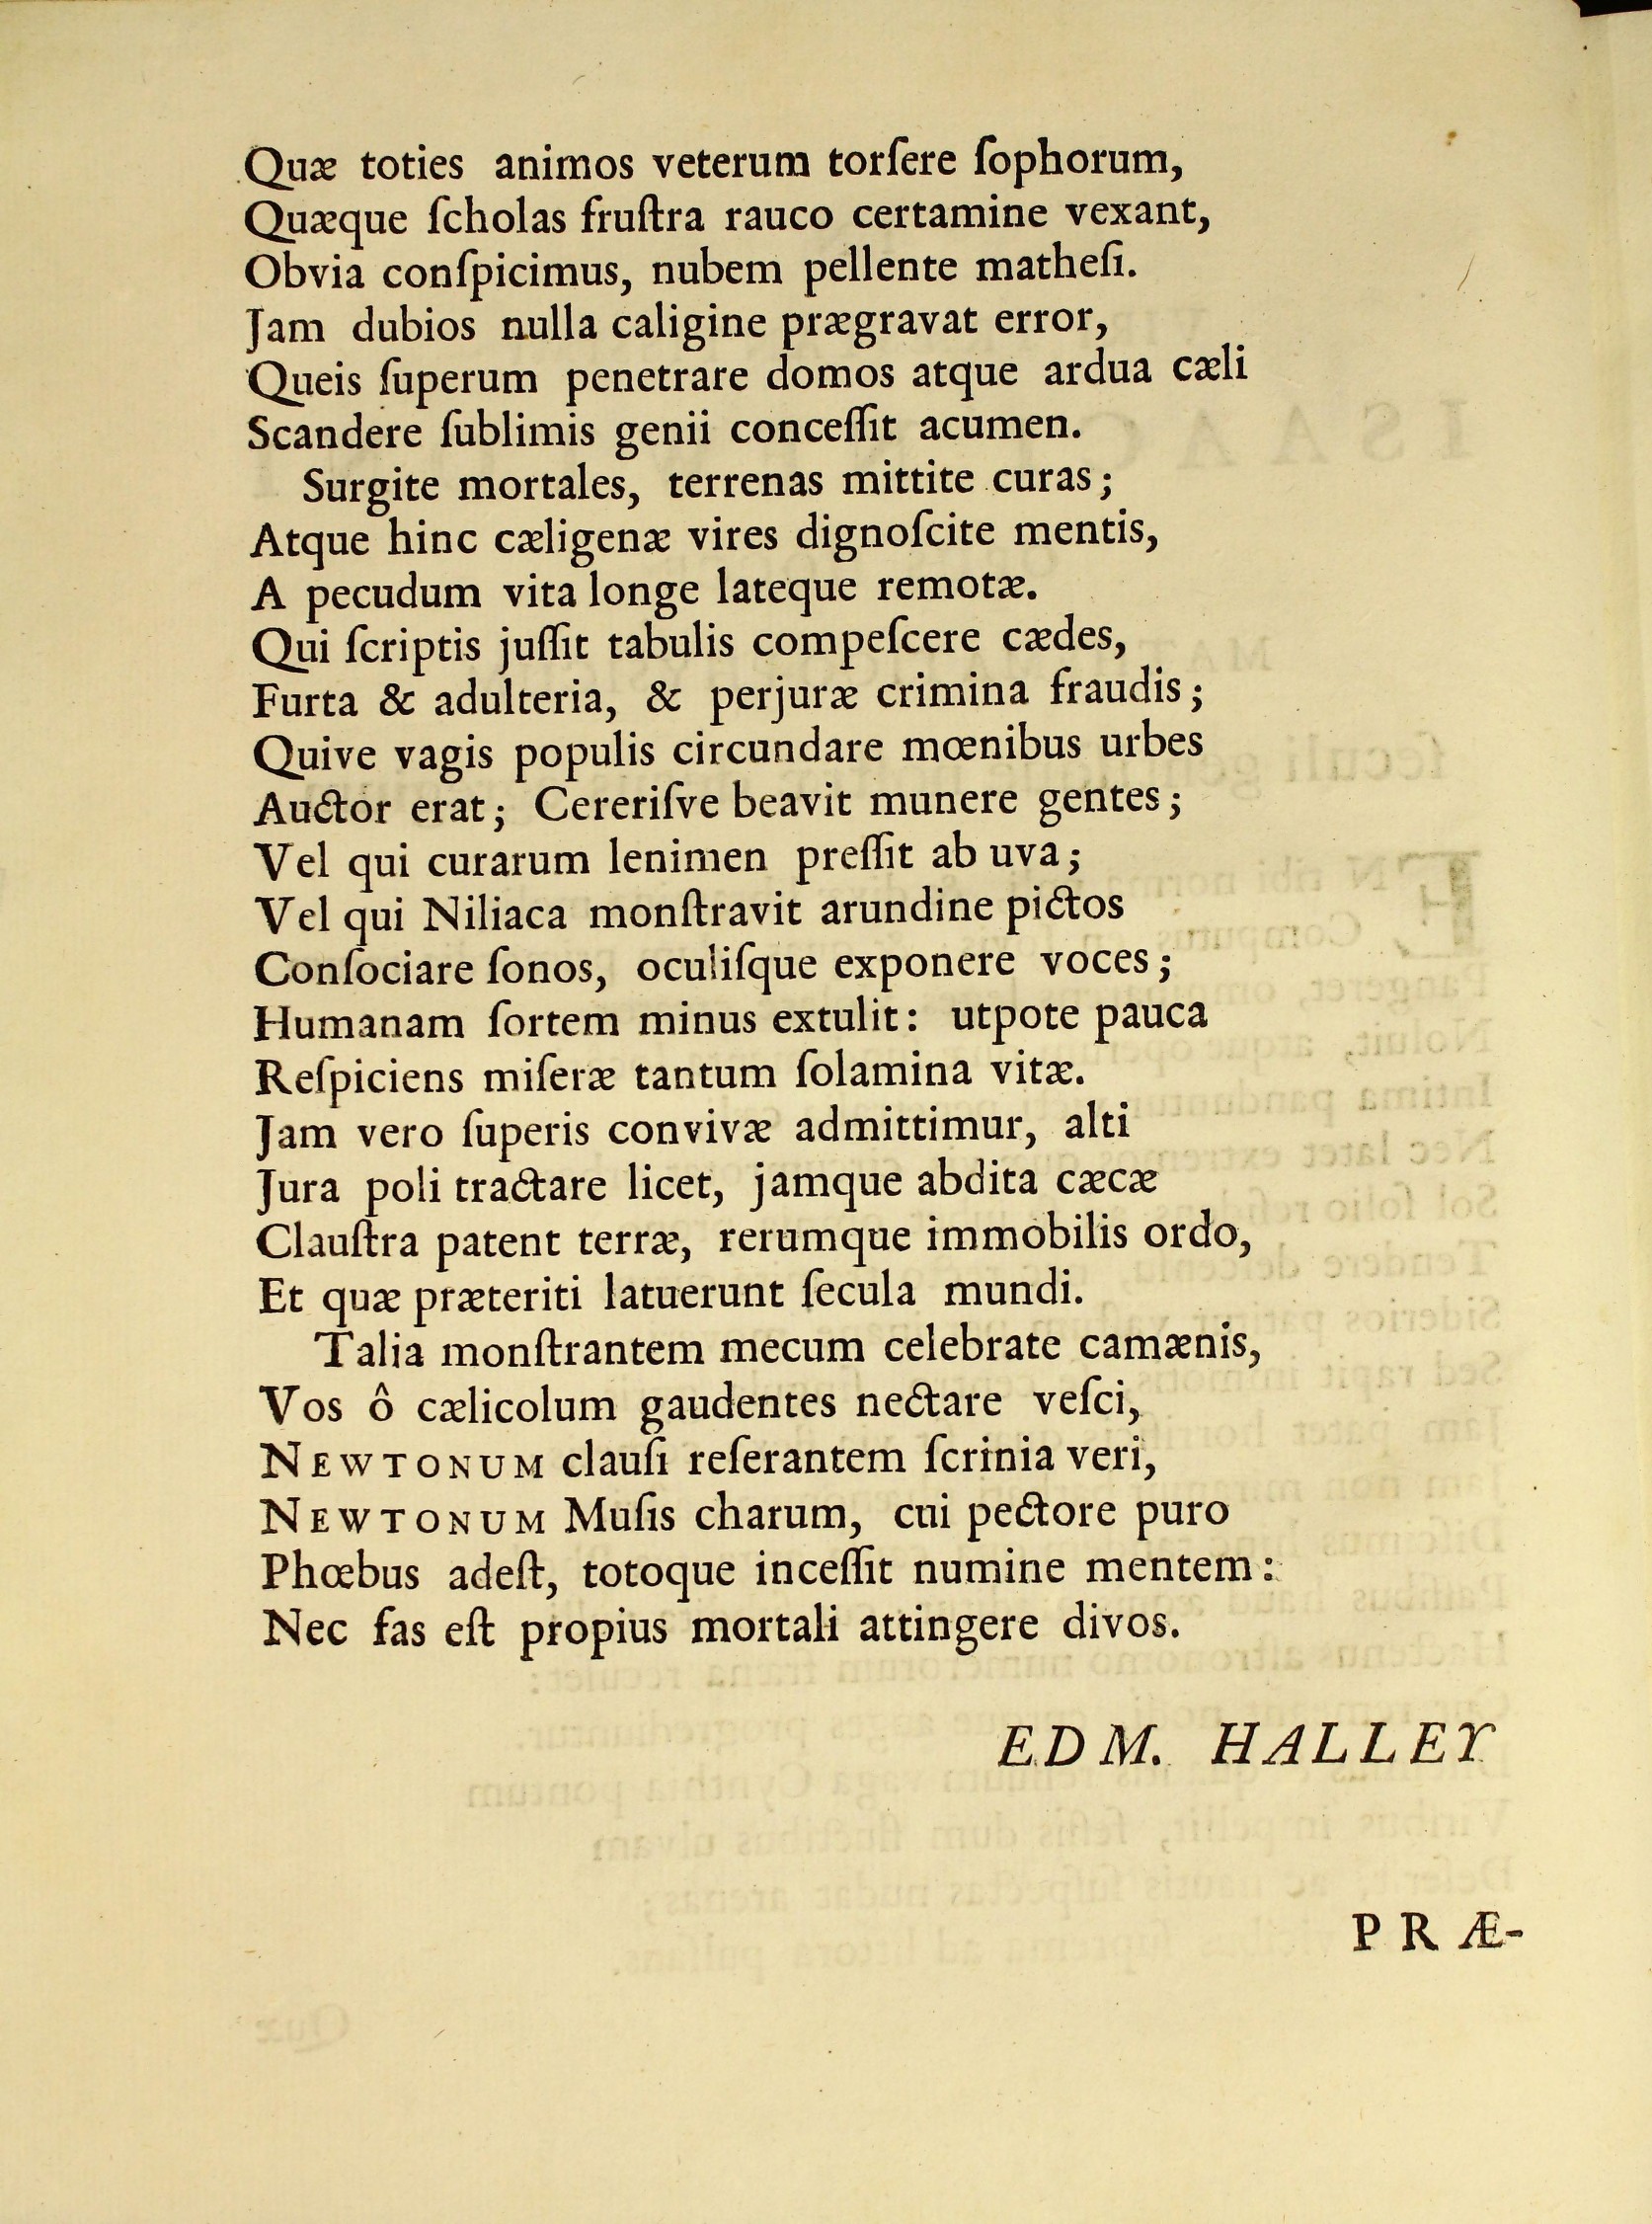 Quæ toties animos veterum torſere ſophorum,
Quæque ſcholas fruſtra rauco certamine vexant,
Obvia conſpicimus, nubem pellente matheſi.
Jam dubios nulla caligine prægravat error,
Queis ſuperum penetrare domos atque ardua cæli
Scandere ſublimis genii conceſſit acumen.
Surgite mortales, terrenas mittite curas;
Atque hinc cæligenæ vires dignoſcite mentis,
A pecudum vita longe lateque remotæ.
Qui ſcriptis juſſit tabulis compeſcere cædes,
Furta & adulteria, & perjuræ crimina fraudis;
Quive vagis populis circundare mœnibus urbes
Auctor erat; Cereriſve beavit munere gentes;
Vel qui curarum lenimen preſſit ab uva;
Vel qui Niliaca monſtravit arundine pictos
Conſociare ſonos, oculiſque exponere voces;
Humanam ſortem minus extulit: utpote pauca
Reſpiciens miſeræ tantum ſolamina vitæ.
Jam vero ſuperis convivæ admittimur, alti
Jura poli tractare licet, jamque abdita cæcæ
Clauſtra patent terræ, rerumque immobilis ordo,
Et quæ præteriti latuerunt ſecula mundi.
Talia monſtrantem mecum celebrate camænis,
Vos ô cælicolum gaudentes nectare veſci,
NEWTONUM clauſi reſerantem ſcrinia veri,
NEWTONUM Muſis charum, cui pectore puro
Phœbus adeſt, totoque inceſſit numine mentem:
Nec fas eſt propius mortali attingere divos.
EDM. HALLEY
PRÆ-